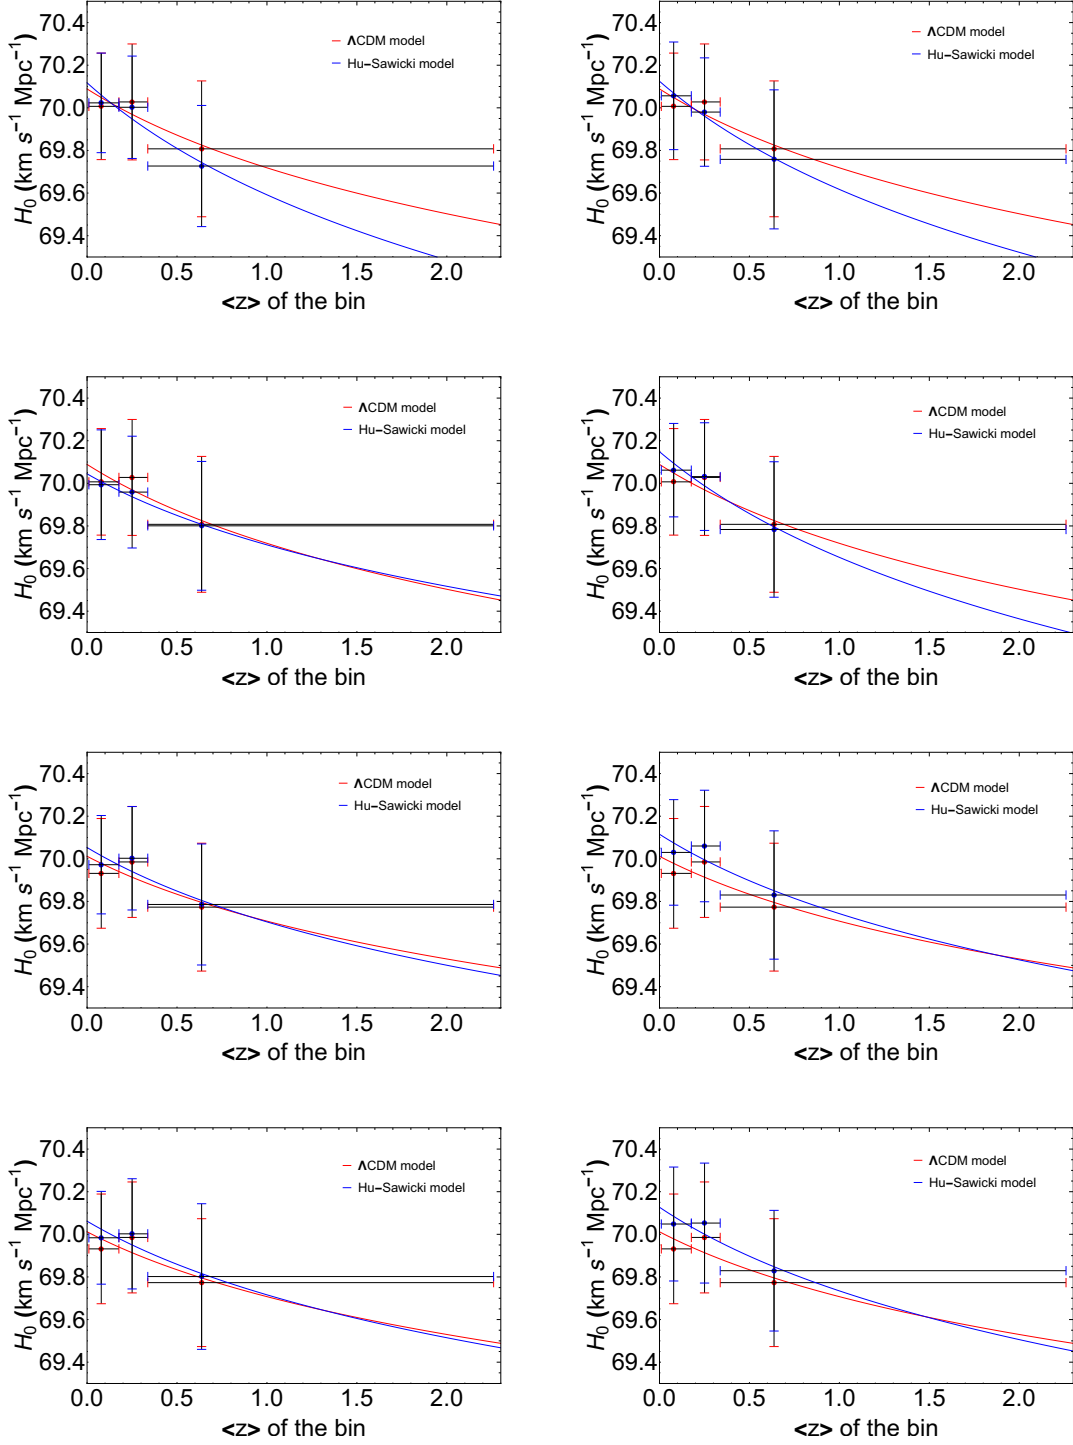 70.4
70.2
70.0
69.8
69.6
69.4
H₀ (km s⁻¹ Mpc⁻¹)
ΛCDM model
Hu-Sawicki model
0.0 0.5 1.0 1.5 2.0
<z> of the bin
70.4
70.2
70.0
69.8
69.6
69.4
H₀ (km s⁻¹ Mpc⁻¹)
ΛCDM model
Hu-Sawicki model
0.0 0.5 1.0 1.5 2.0
<z> of the bin
70.4
70.2
70.0
69.8
69.6
69.4
H₀ (km s⁻¹ Mpc⁻¹)
ΛCDM model
Hu-Sawicki model
0.0 0.5 1.0 1.5 2.0
<z> of the bin
70.4
70.2
70.0
69.8
69.6
69.4
H₀ (km s⁻¹ Mpc⁻¹)
ΛCDM model
Hu-Sawicki model
0.0 0.5 1.0 1.5 2.0
<z> of the bin
70.4
70.2
70.0
69.8
69.6
69.4
H₀ (km s⁻¹ Mpc⁻¹)
ΛCDM model
Hu-Sawicki model
0.0 0.5 1.0 1.5 2.0
<z> of the bin
70.4
70.2
70.0
69.8
69.6
69.4
H₀ (km s⁻¹ Mpc⁻¹)
ΛCDM model
Hu-Sawicki model
0.0 0.5 1.0 1.5 2.0
<z> of the bin
70.4
70.2
70.0
69.8
69.6
69.4
H₀ (km s⁻¹ Mpc⁻¹)
ΛCDM model
Hu-Sawicki model
0.0 0.5 1.0 1.5 2.0
<z> of the bin
70.4
70.2
70.0
69.8
69.6
69.4
H₀ (km s⁻¹ Mpc⁻¹)
ΛCDM model
Hu-Sawicki model
0.0 0.5 1.0 1.5 2.0
<z> of the bin